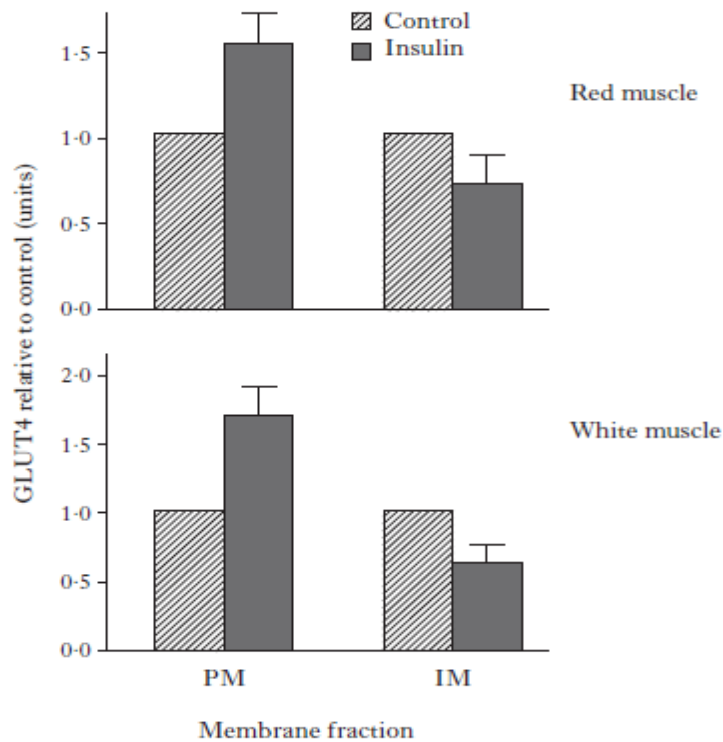 Control
Insulin
1·5
1·0
0·5
0·0
Red muscle
GLUT4 relative to control (units)
2·0
1·5
1·0
0·5
0·0
White muscle
PM IM
Membrane fraction